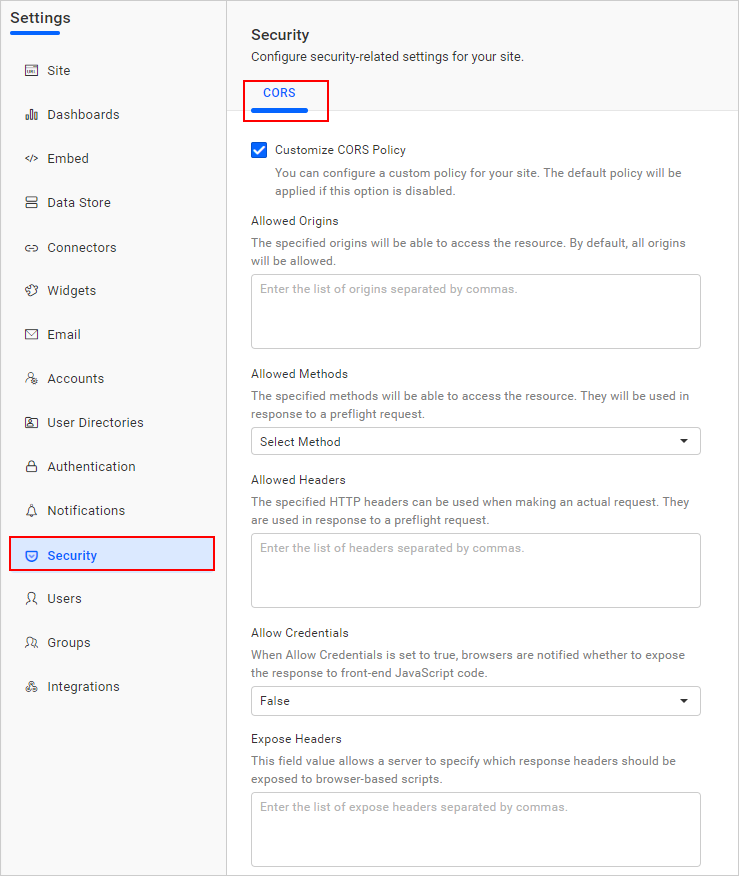 Settings
Site
Dashboards
Embed
Data Store
Connectors
Widgets
Email
Accounts
User Directories
Authentication
Notifications
Security
Users
Groups
Integrations
Security
Configure security-related settings for your site.
CORS
Customize CORS Policy
You can configure a custom policy for your site. The default policy will be
applied if this option is disabled.
Allowed Origins
The specified origins will be able to access the resource. By default, all origins
will be allowed.
Enter the list of origins separated by commas.
Allowed Methods
The specified methods will be able to access the resource. They will be used in
response to a preflight request.
Select Method
Allowed Headers
The specified HTTP headers can be used when making an actual request. They
are used in response to a preflight request.
Enter the list of headers separated by commas.
Allow Credentials
When Allow Credentials is set to true, browsers are notified whether to expose
the response to front-end JavaScript code.
False
Expose Headers
This field value allows a server to specify which response headers should be
exposed to browser-based scripts.
Enter the list of expose headers separated by commas.